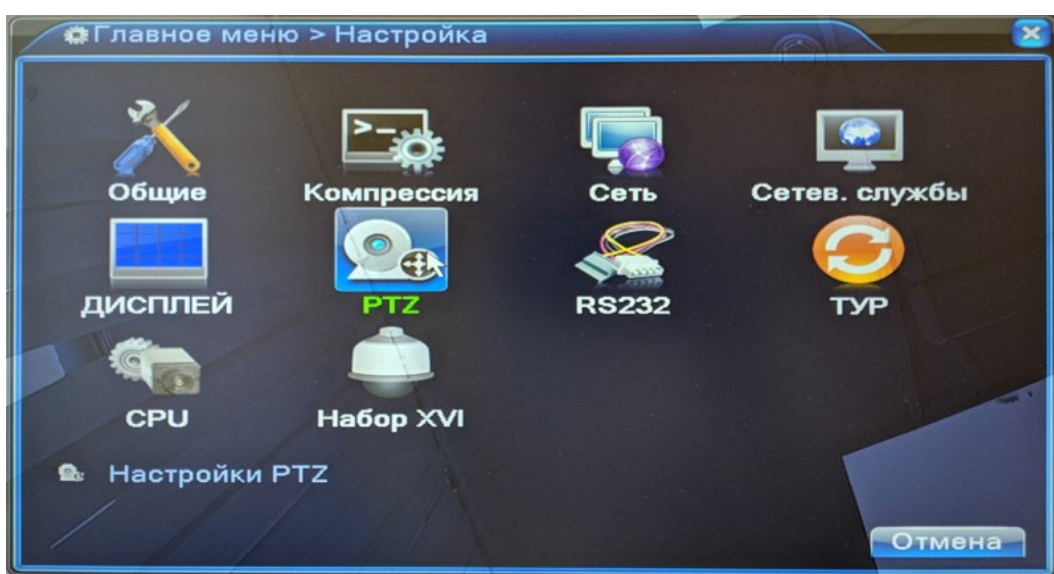 Главное меню > Настройка
Общие
Компрессия
Сеть
Сетев. службы
ДИСПЛЕЙ
PTZ
RS232
ТУР
CPU
Набор XVI
Настройки PTZ
Отмена